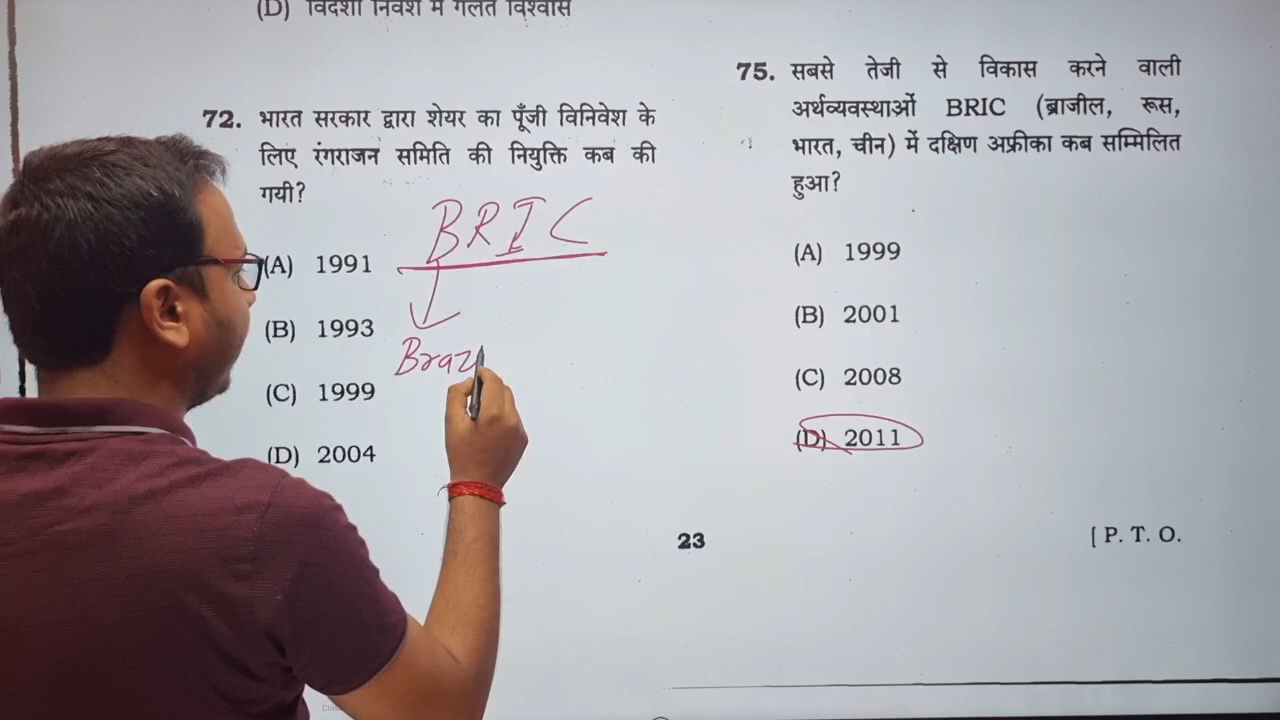 (D) विदेशी निवेश में गलत विश्वास
72. भारत सरकार द्वारा शेयर का पूँजी विनिवेश के
लिए रंगराजन समिति की नियुक्ति कब की
गयी?
(A) 1991
(B) 1993
(C) 1999
(D) 2004
BRIC
Braz
75. सबसे तेजी से विकास करने वाली
अर्थव्यवस्थाओं BRIC (ब्राजील, रूस,
भारत, चीन) में दक्षिण अफ्रीका कब सम्मिलित
हुआ?
(A) 1999
(B) 2001
(C) 2008
(D) 2011
23
[ P. T. O.